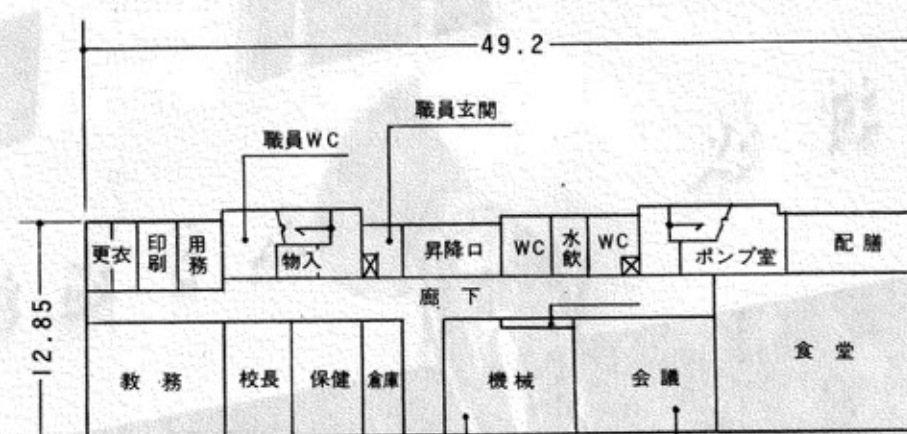 49.2
職員玄関
職員WC
12.85
更衣
印刷
用務
物入
昇降口
WC
水飲
WC
ポンプ室
配膳
廊下
教務
校長
保健
倉庫
機械
会議
食堂